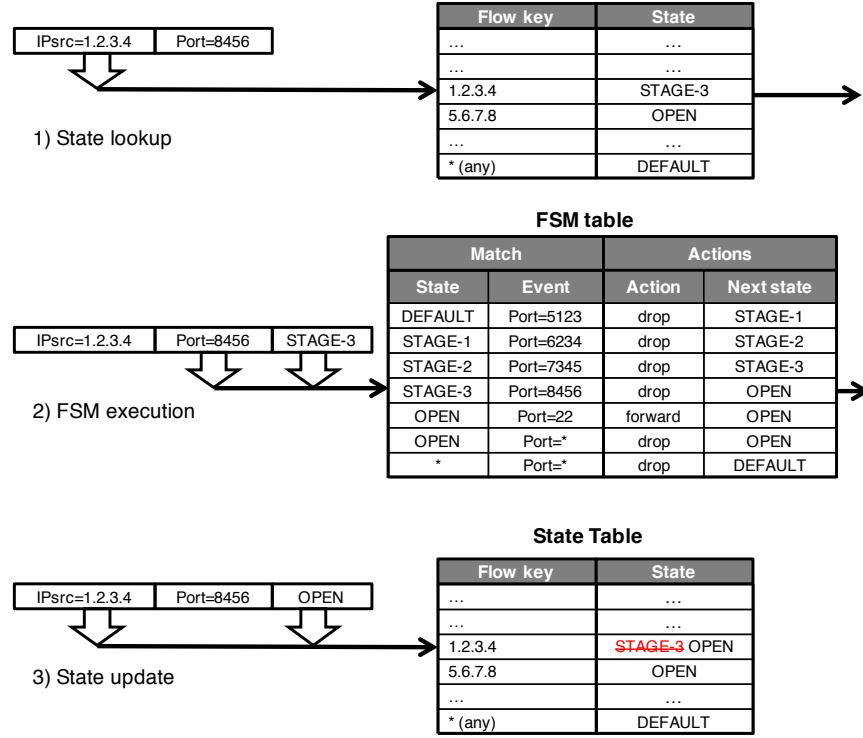 Flow key State
IPsrc=1.2.3.4 Port=8456
… …
… …
1.2.3.4 STAGE-3
5.6.7.8 OPEN
1) State lookup
… …
* (any) DEFAULT
FSM table
Match Actions
State Event Action Next state
DEFAULT Port=5123 drop STAGE-1
IPsrc=1.2.3.4 Port=8456 STAGE-3
STAGE-1 Port=6234 drop STAGE-2
STAGE-2 Port=7345 drop STAGE-3
STAGE-3 Port=8456 drop OPEN
2) FSM execution
OPEN Port=22 forward OPEN
OPEN Port=* drop OPEN
* Port=* drop DEFAULT
State Table
Flow key State
IPsrc=1.2.3.4 Port=8456 OPEN
… …
… …
1.2.3.4 STAGE-3 OPEN
3) State update
5.6.7.8 OPEN
… …
* (any) DEFAULT